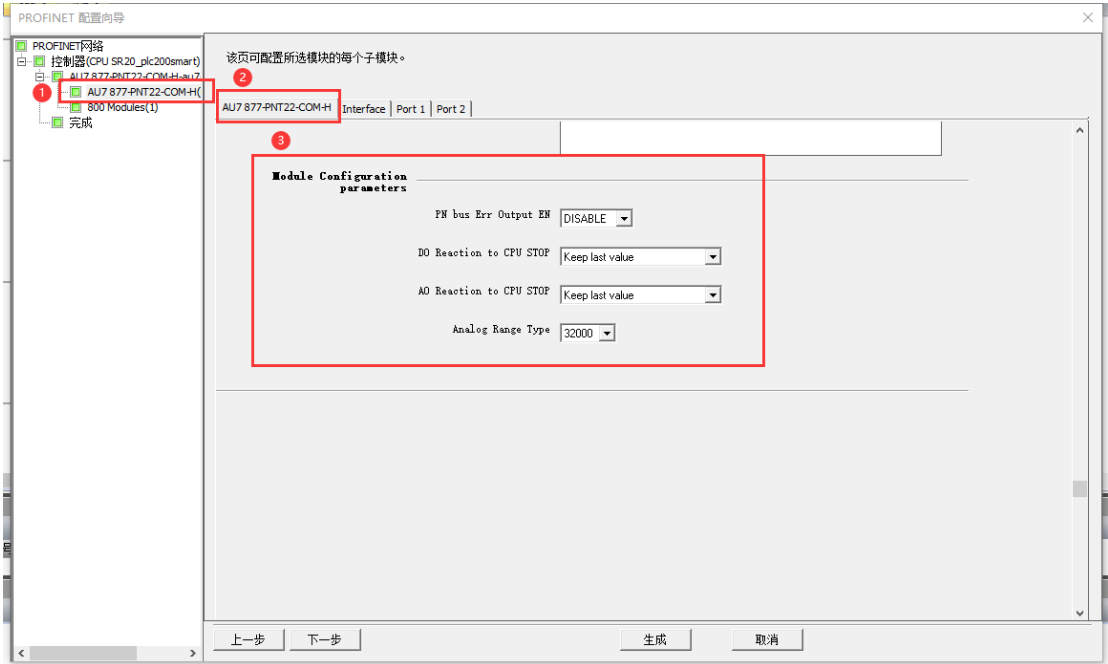 PROFINET 配置向导
PROFINET网络
控制器(CPU SR20_plc200smart)
AU7 877-PNT22-COM-H-au7
AU7 877-PNT22-COM-H(
800 Modules(1)
完成
1
该页可配置所选模块的每个子模块。
2
AU7 877-PNT22-COM-H
Interface
Port 1
Port 2
3
Module Configuration
parameters
PN bus Err Output EN
DISABLE
DO Reaction to CPU STOP
Keep last value
AO Reaction to CPU STOP
Keep last value
Analog Range Type
32000
上一步
下一步
生成
取消